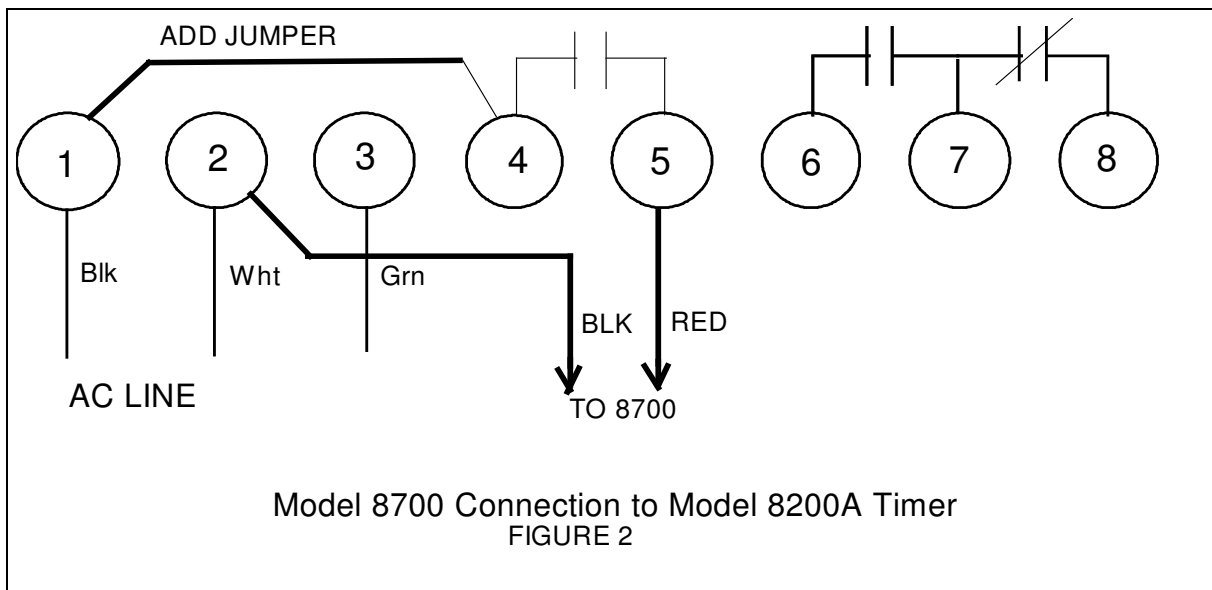 ADD JUMPER
1 2 3 4 5 6 7 8
Blk Wht Grn
BLK RED
AC LINE
TO 8700
Model 8700 Connection to Model 8200A Timer
FIGURE 2